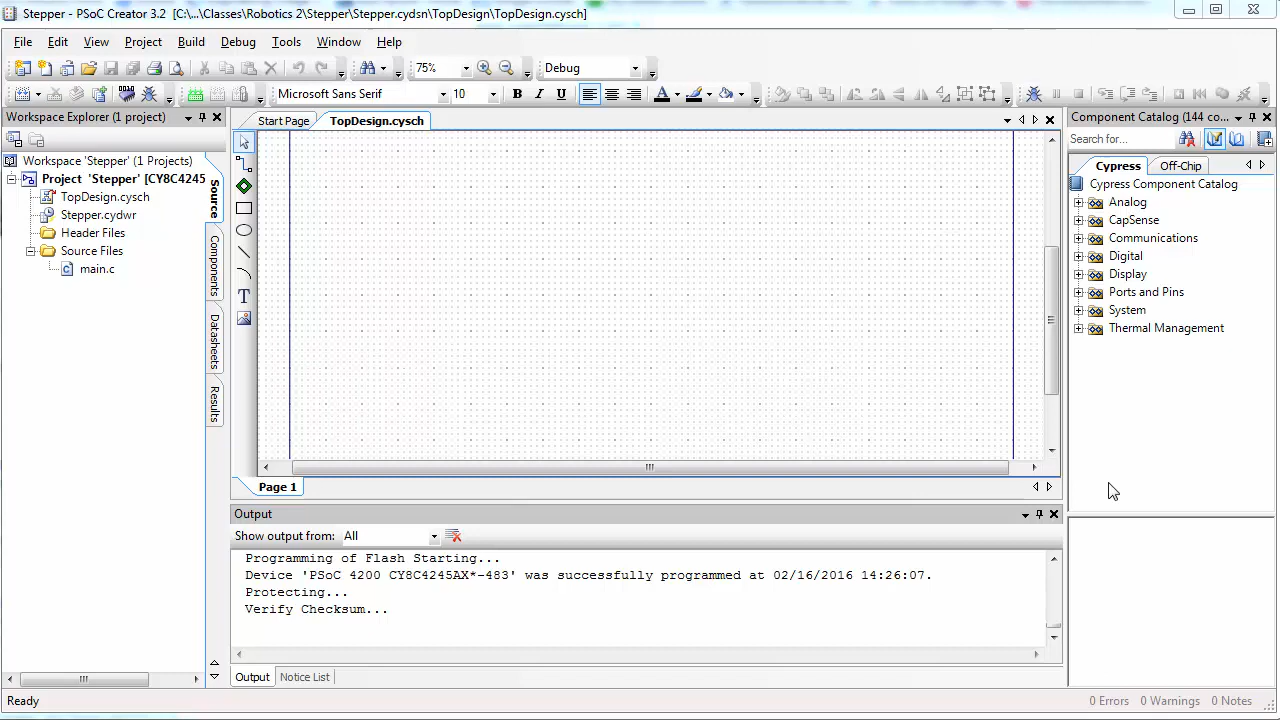 Stepper - PSoC Creator 3.2 [C:\...\Classes\Robotics 2\Stepper\Stepper.cydsn\TopDesign\TopDesign.cysch]
File Edit View Project Build Debug Tools Window Help
75% Debug
Microsoft Sans Serif 10 B I U A
Workspace Explorer (1 project)
Workspace 'Stepper' (1 Projects)
Project 'Stepper' [CY8C4245
TopDesign.cysch
Stepper.cydwr
Header Files
Source Files
main.c
Source
Components
Datasheets
Results
Start Page TopDesign.cysch
T
Page 1
Output
Show output from: All
Programming of Flash Starting...
Device 'PSoC 4200 CY8C4245AX*-483' was successfully programmed at 02/16/2016 14:26:07.
Protecting...
Verify Checksum...
Output Notice List
Component Catalog (144 co...
Search for...
Cypress Off-Chip
Cypress Component Catalog
Analog
CapSense
Communications
Digital
Display
Ports and Pins
System
Thermal Management
Ready 0 Errors 0 Warnings 0 Notes